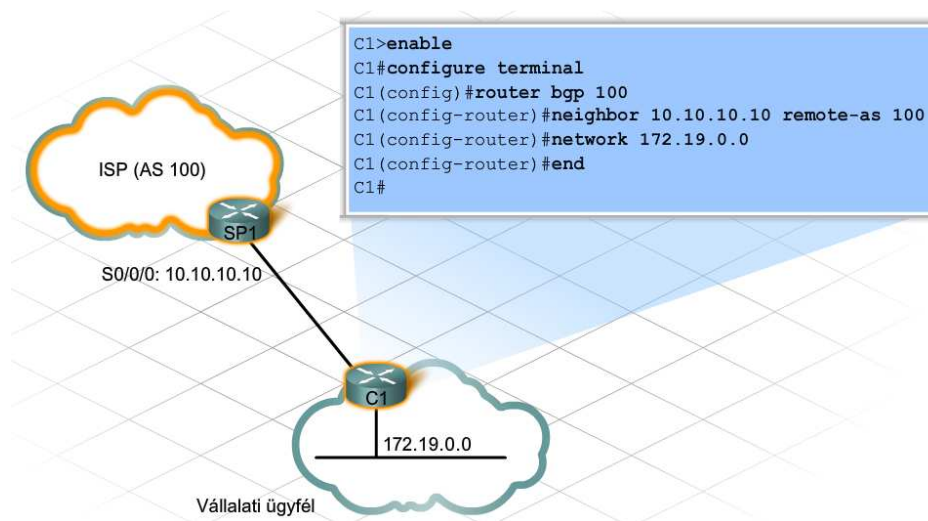 C1>enable
C1#configure terminal
C1(config)#router bgp 100
C1(config-router)#neighbor 10.10.10.10 remote-as 100
C1(config-router)#network 172.19.0.0
C1(config-router)#end
C1#
ISP (AS 100)
SP1
S0/0/0: 10.10.10.10
C1
172.19.0.0
Vállalati ügyfél